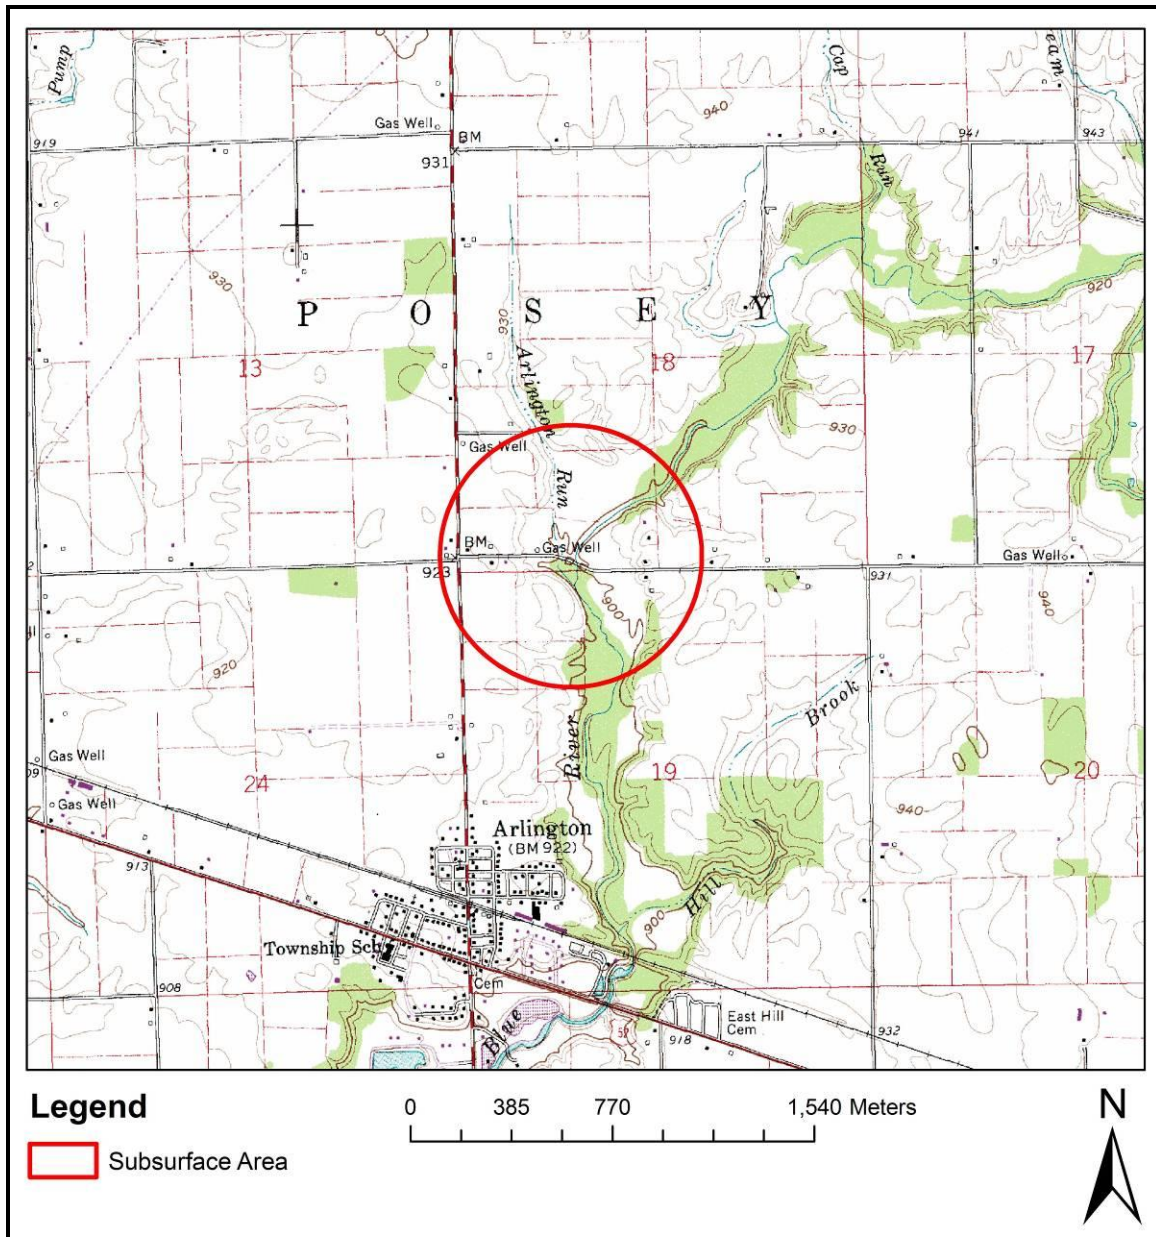 Pump
Cap
eam
Gas Well
BM
940
941
943
919
931
Run
930
920
P O S E Y
930
Arlington
13
18
17
930
Gas Well
Run
BM
Gas Well
Gas Well
923
931
900
940
920
Brook
River
Gas Well
24
19
20
09
Gas Well
940
Arlington
(BM 922)
913
Hill
900
Township Sch
Cem
908
East Hill
Cem
Blue
52
918
932
Legend
0 385 770 1,540 Meters
N
Subsurface Area